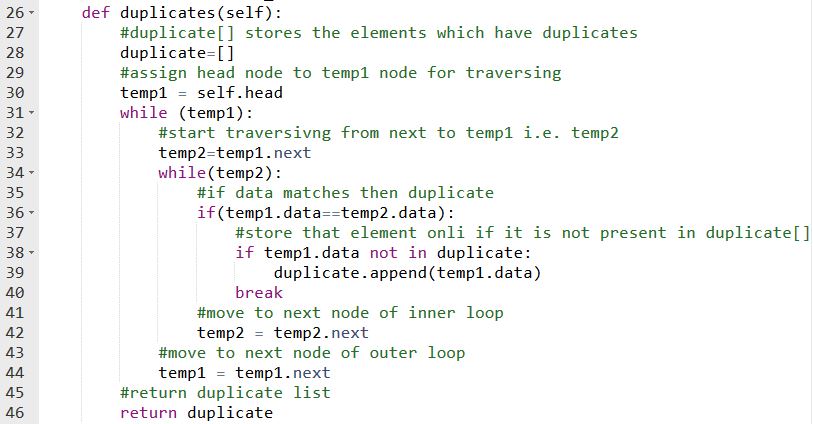 26 def duplicates(self):
27 #duplicate[] stores the elements which have duplicates
28 duplicate=[]
29 #assign head node to temp1 node for traversing
30 temp1 = self.head
31 while (temp1):
32 #start traversivng from next to temp1 i.e. temp2
33 temp2=temp1.next
34 while(temp2):
35 #if data matches then duplicate
36 if(temp1.data==temp2.data):
37 #store that element onli if it is not present in duplicate[]
38 if temp1.data not in duplicate:
39 duplicate.append(temp1.data)
40 break
41 #move to next node of inner loop
42 temp2 = temp2.next
43 #move to next node of outer loop
44 temp1 = temp1.next
45 #return duplicate list
46 return duplicate